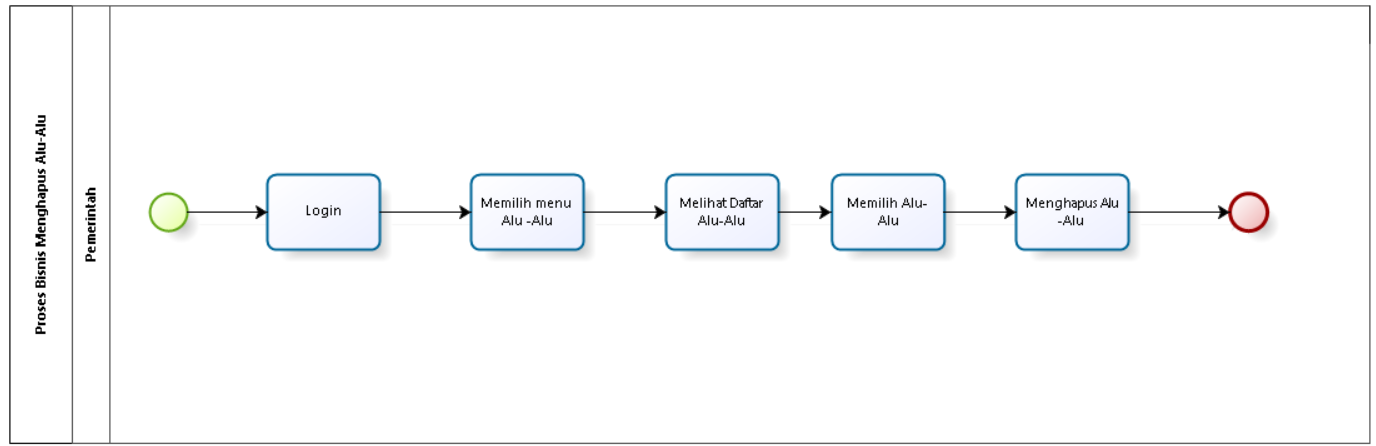 Proses Bisnis Menghapus Alu-Alu
Pemerintah
Login
Memilih menu
Alu -Alu
Melihat Daftar
Alu-Alu
Memilih Alu-
Alu
Menghapus Alu
-Alu